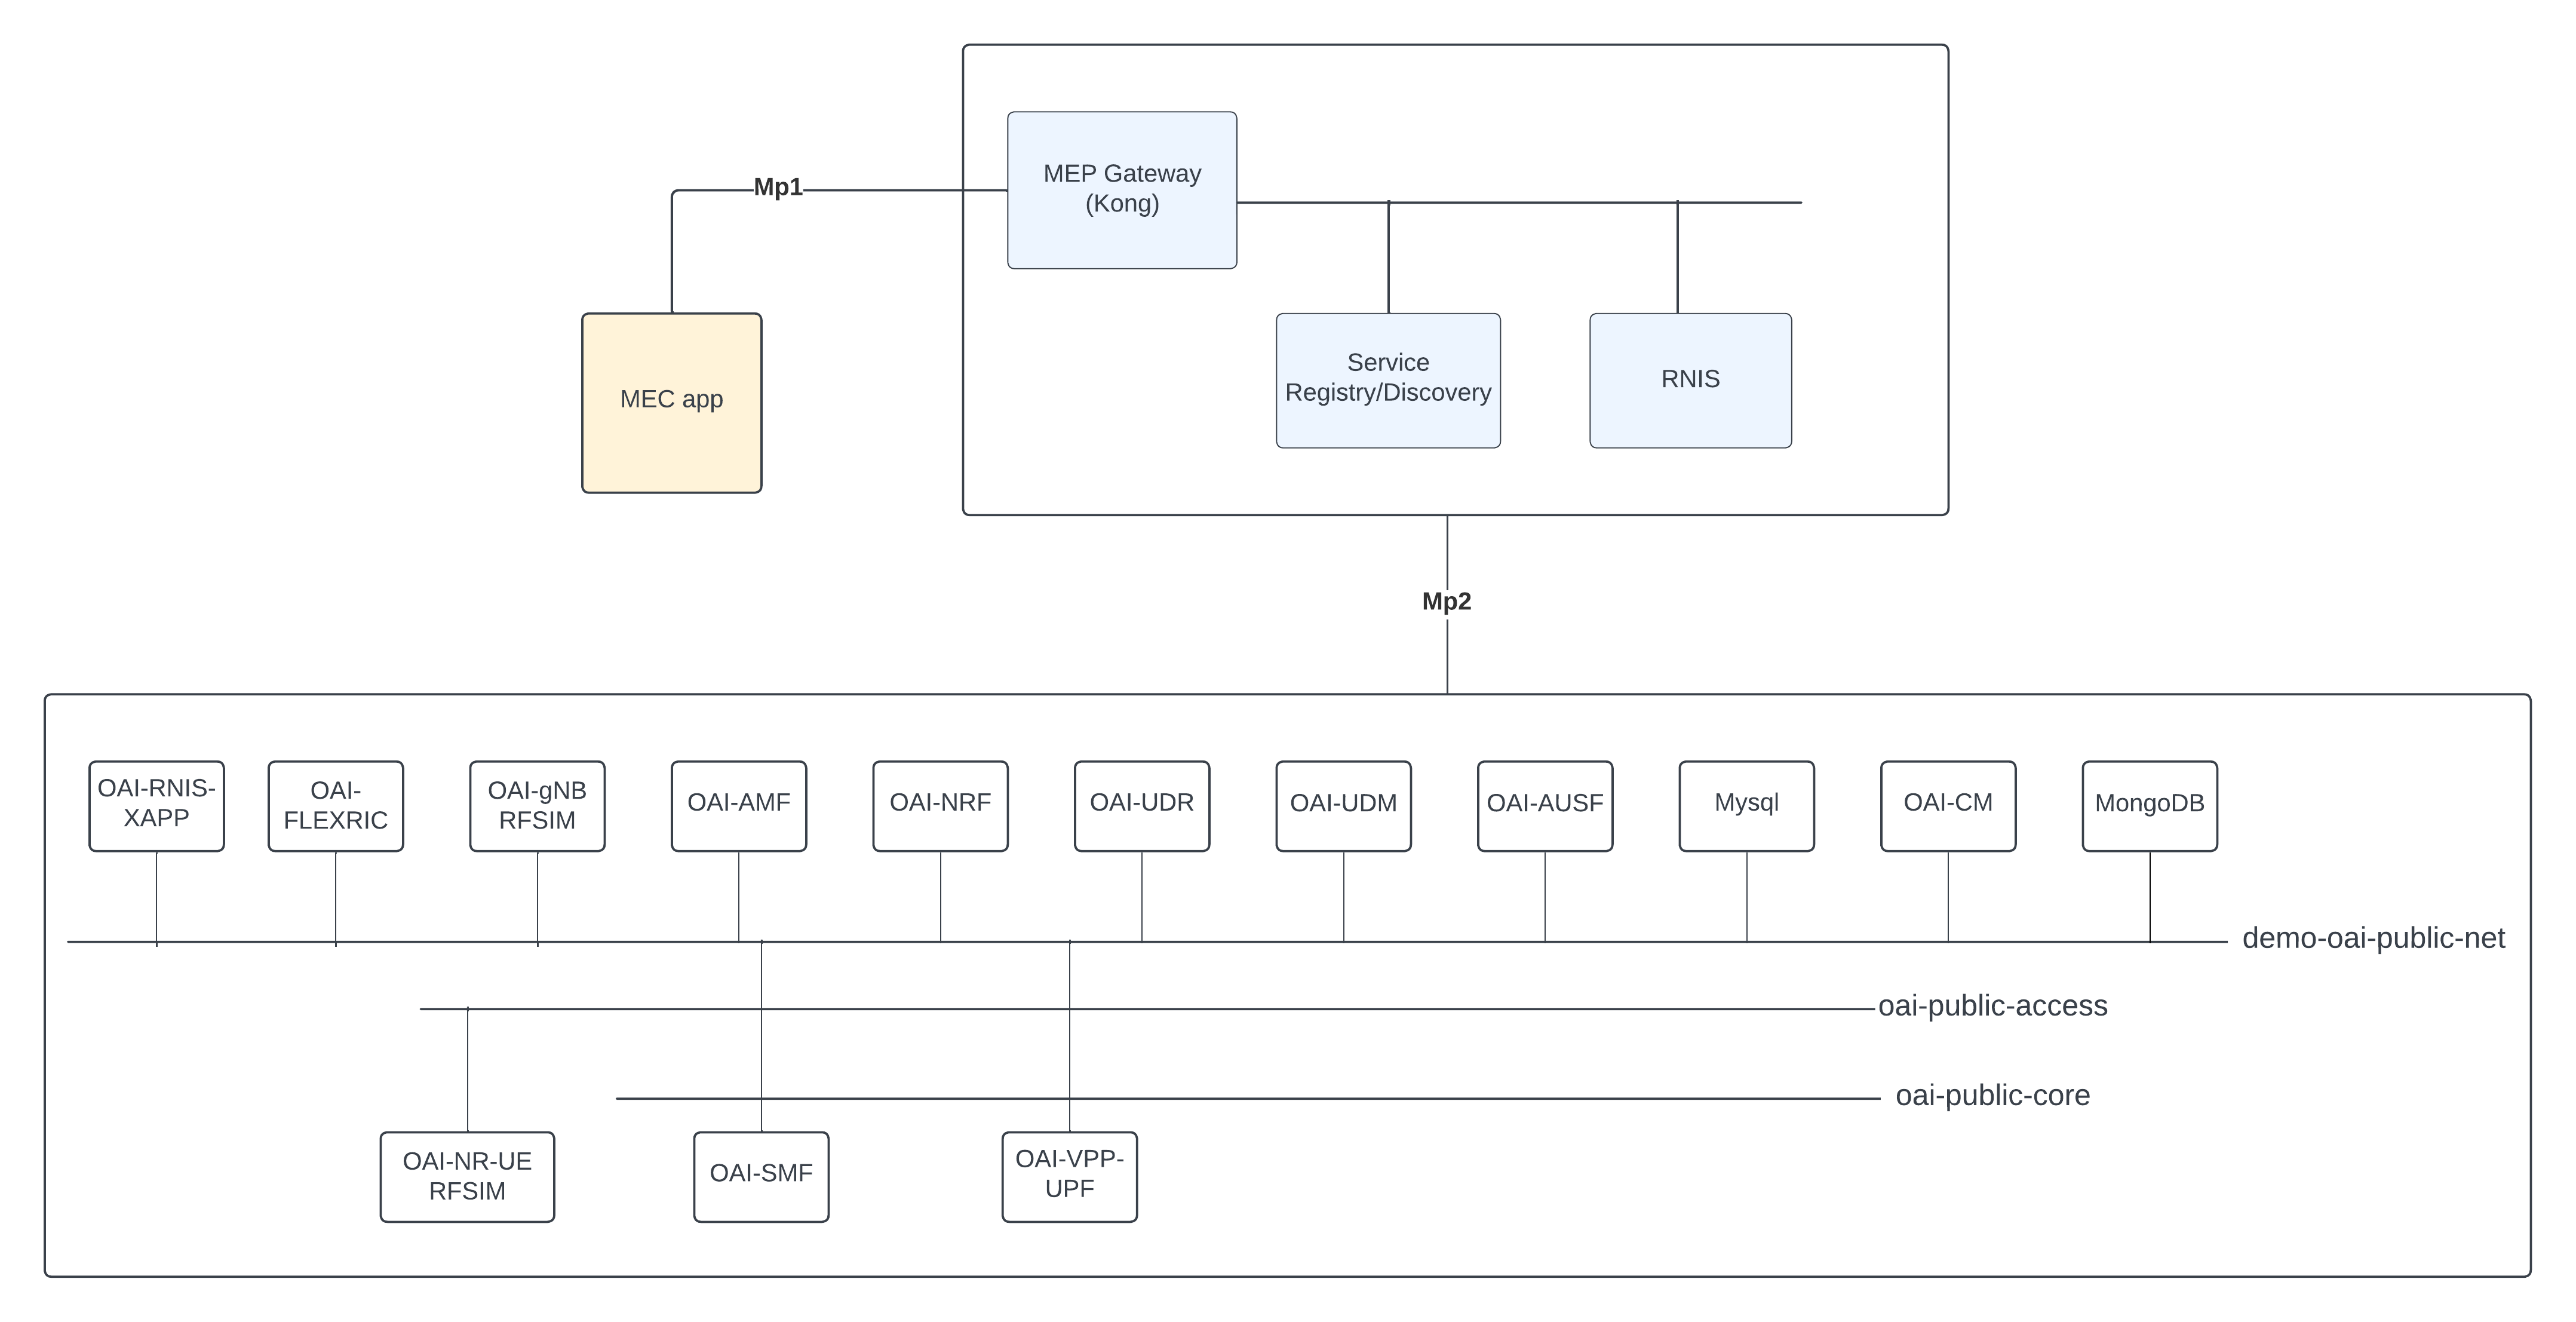 MEP Gateway
(Kong)
Mp1
Service
Registry/Discovery
RNIS
MEC app
Mp2
OAI-RNIS-
XAPP
OAI-
FLEXRIC
OAI-gNB
RFSIM
OAI-AMF
OAI-NRF
OAI-UDR
OAI-UDM
OAI-AUSF
Mysql
OAI-CM
MongoDB
demo-oai-public-net
oai-public-access
oai-public-core
OAI-NR-UE
RFSIM
OAI-SMF
OAI-VPP-
UPF